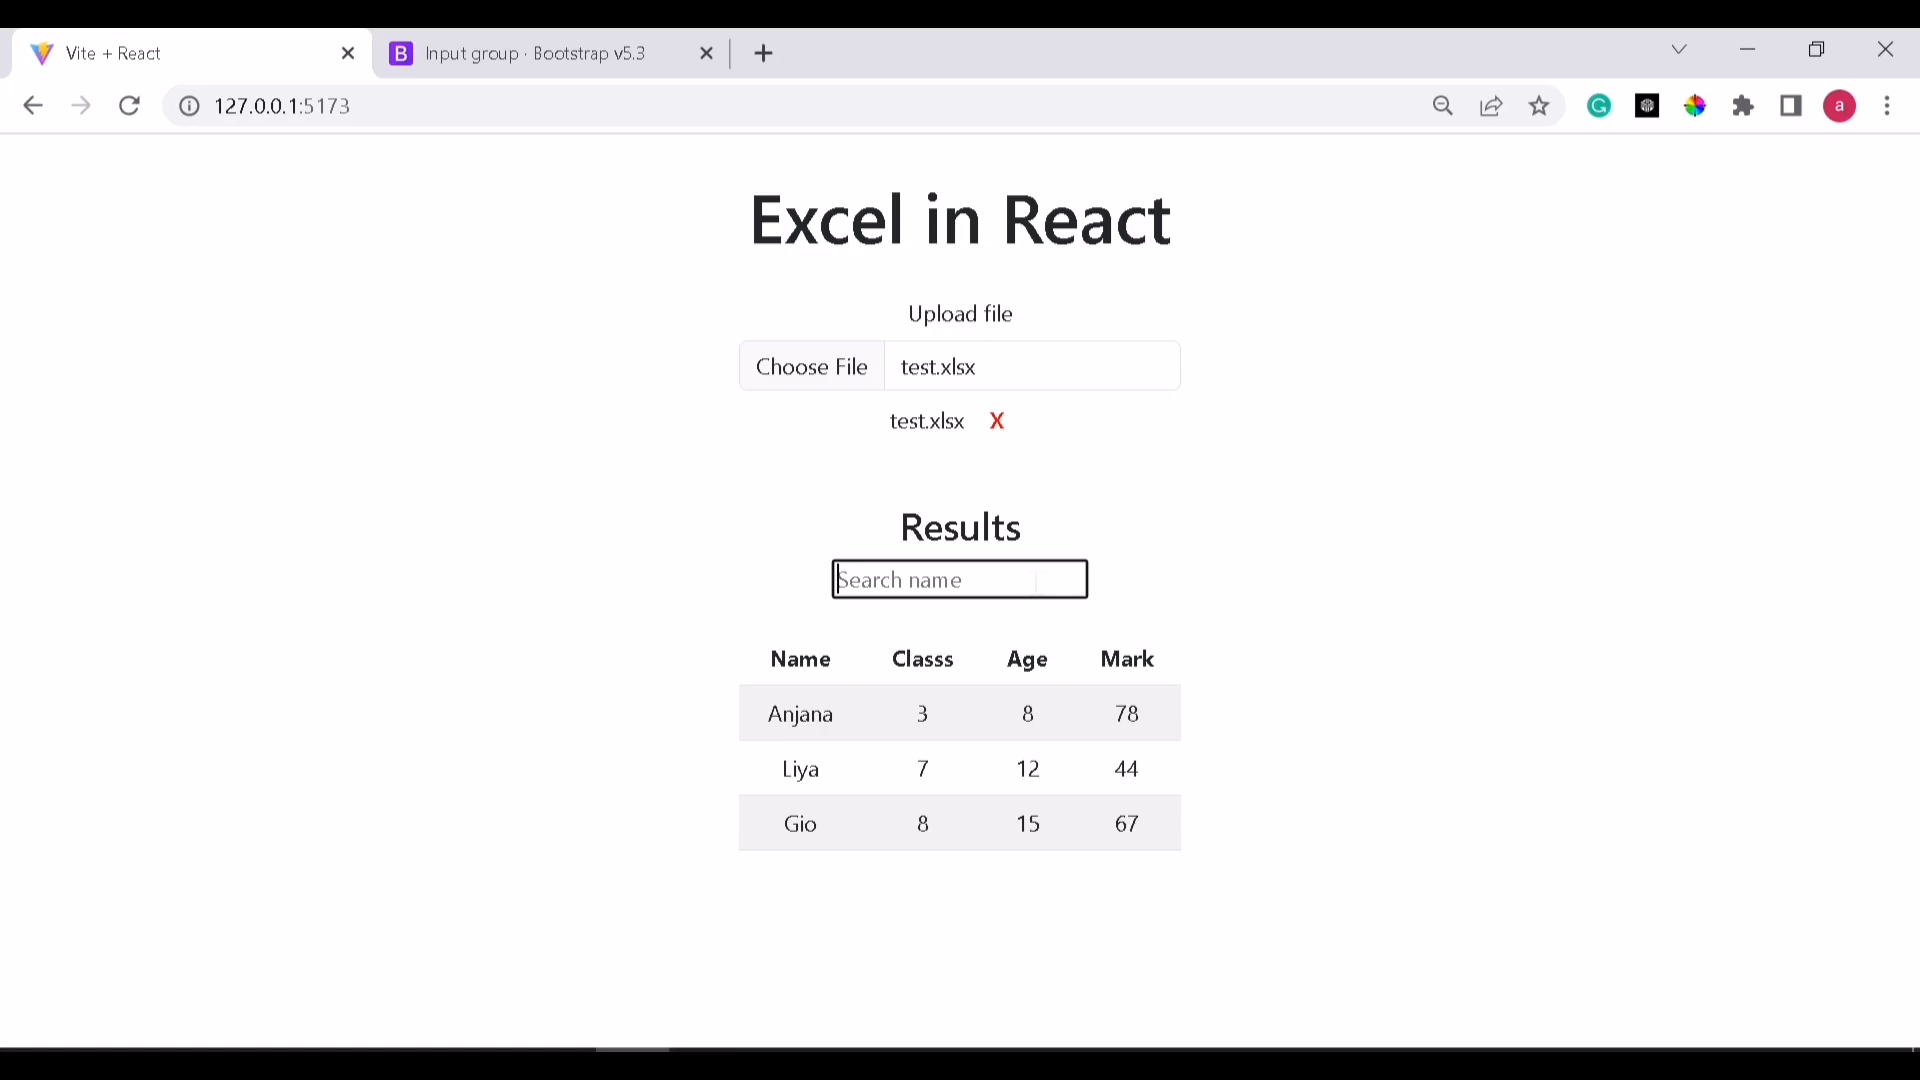 Vite + React
Input group · Bootstrap v5.3
127.0.0.1:5173
a
Excel in React
Upload file
Choose File test.xlsx
test.xlsx X
Results
Search name
Name Classs Age Mark
Anjana 3 8 78
Liya 7 12 44
Gio 8 15 67